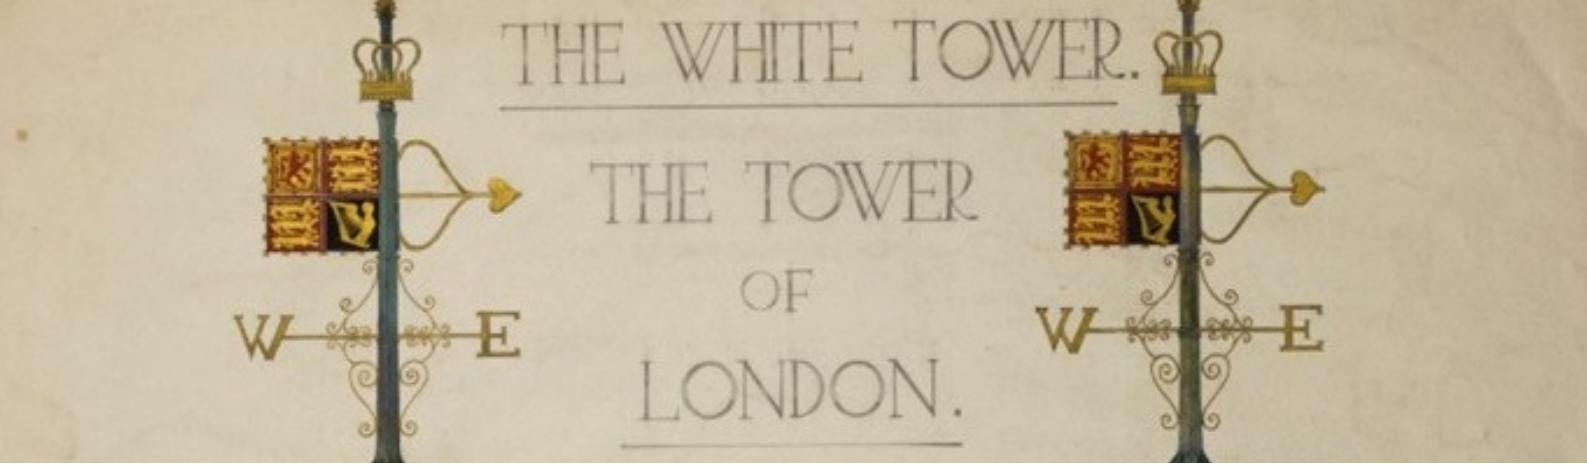 THE WHITE TOWER.
THE TOWER
OF
LONDON.
W E W E